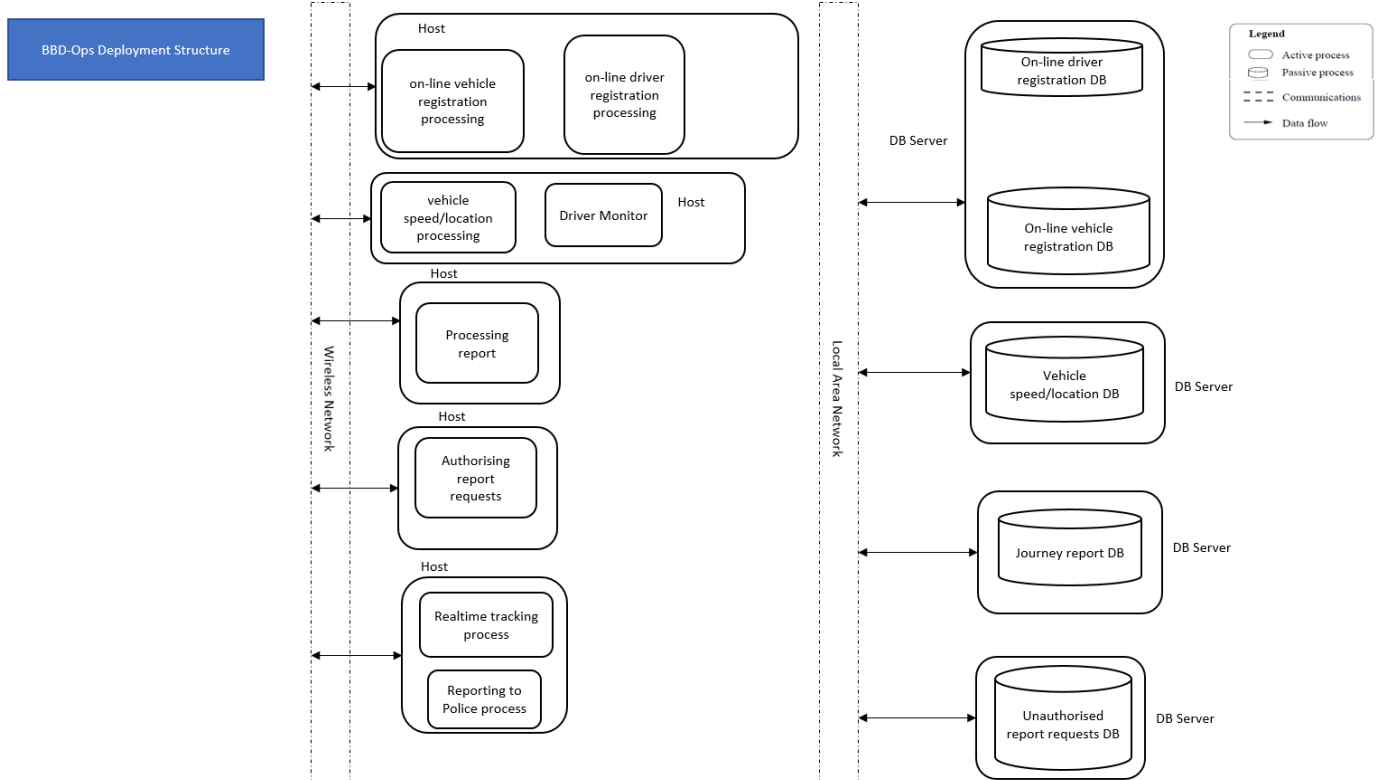 BBD-Ops Deployment Structure
Wireless Network
Host
on-line vehicle
registration
processing
on-line driver
registration
processing
vehicle
speed/location
processing
Driver Monitor
Host
Host
Processing
report
Host
Authorising
report
requests
Host
Realtime tracking
process
Reporting to
Police process
Local Area Network
DB Server
On-line driver
registration DB
On-line vehicle
registration DB
Vehicle
speed/location DB
DB Server
Journey report DB
DB Server
Unauthorised
report requests DB
DB Server
Legend
Active process
Passive process
Communications
Data flow